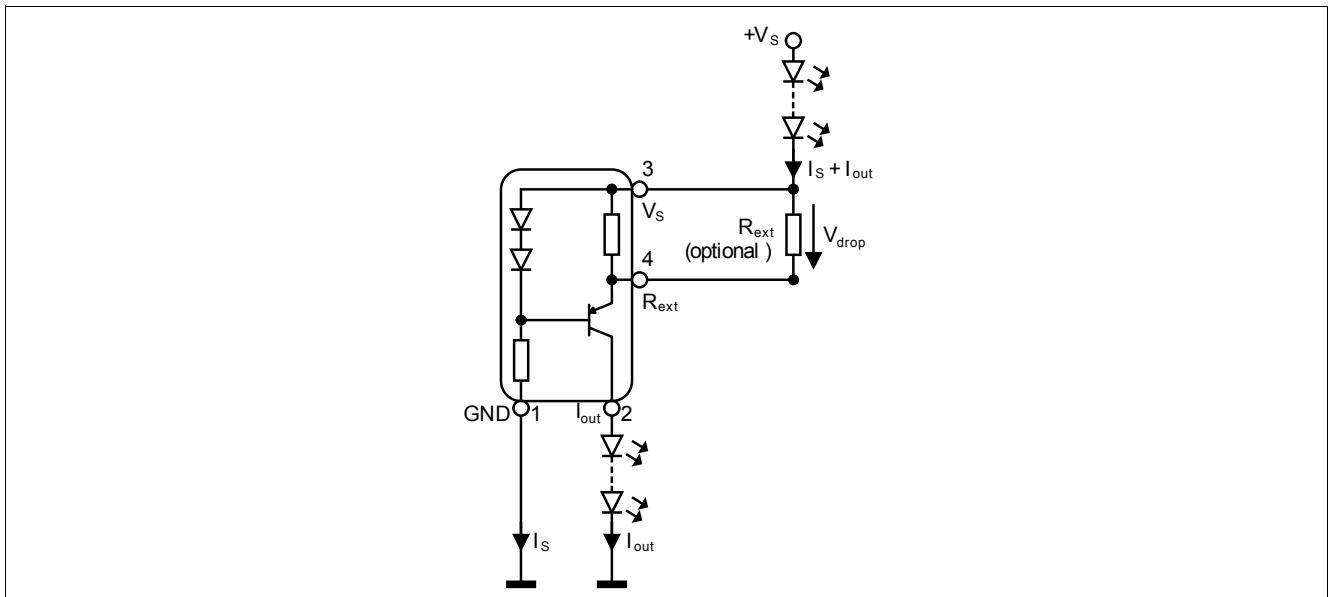 +VS
IS + Iout
3
VS
Rext
(optional )
Vdrop
4
Rext
GND 1
Iout 2
IS
Iout